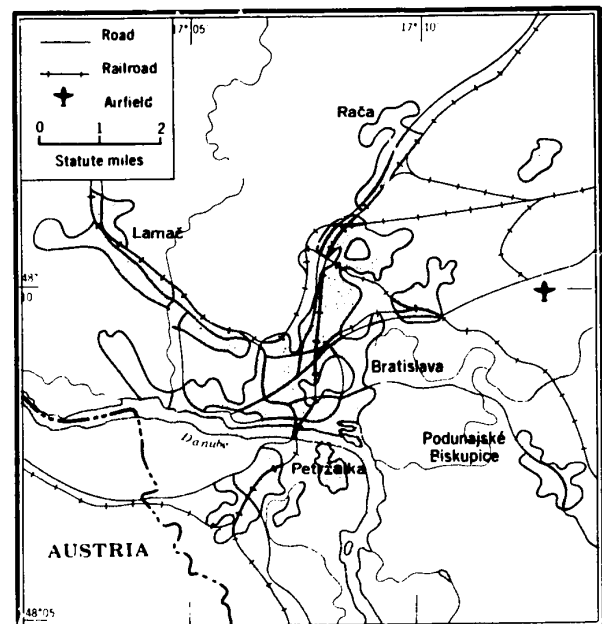 Road
Railroad
Airfield
0 1 2
Statute miles
17°05
17°10
Rača
Lamač
48°
10
Bratislava
Danube
Podunajské
Biskupice
Petržalka
AUSTRIA
48°05